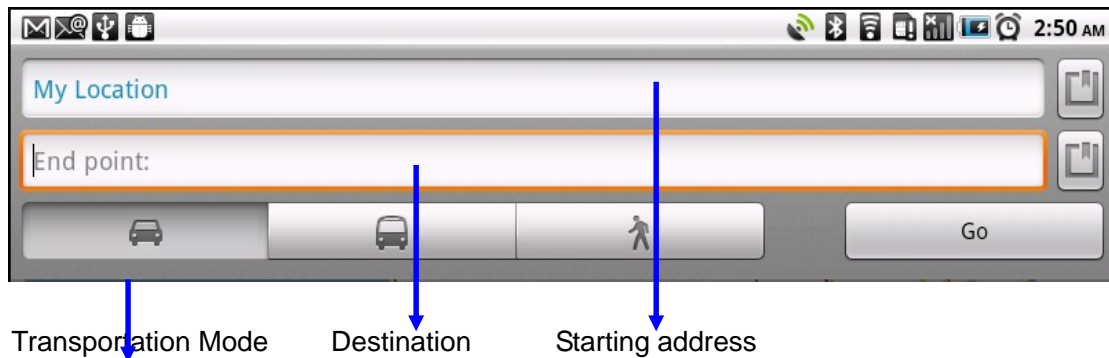 2:50 AM
My Location
End point:
Go
Transportation Mode Destination Starting address